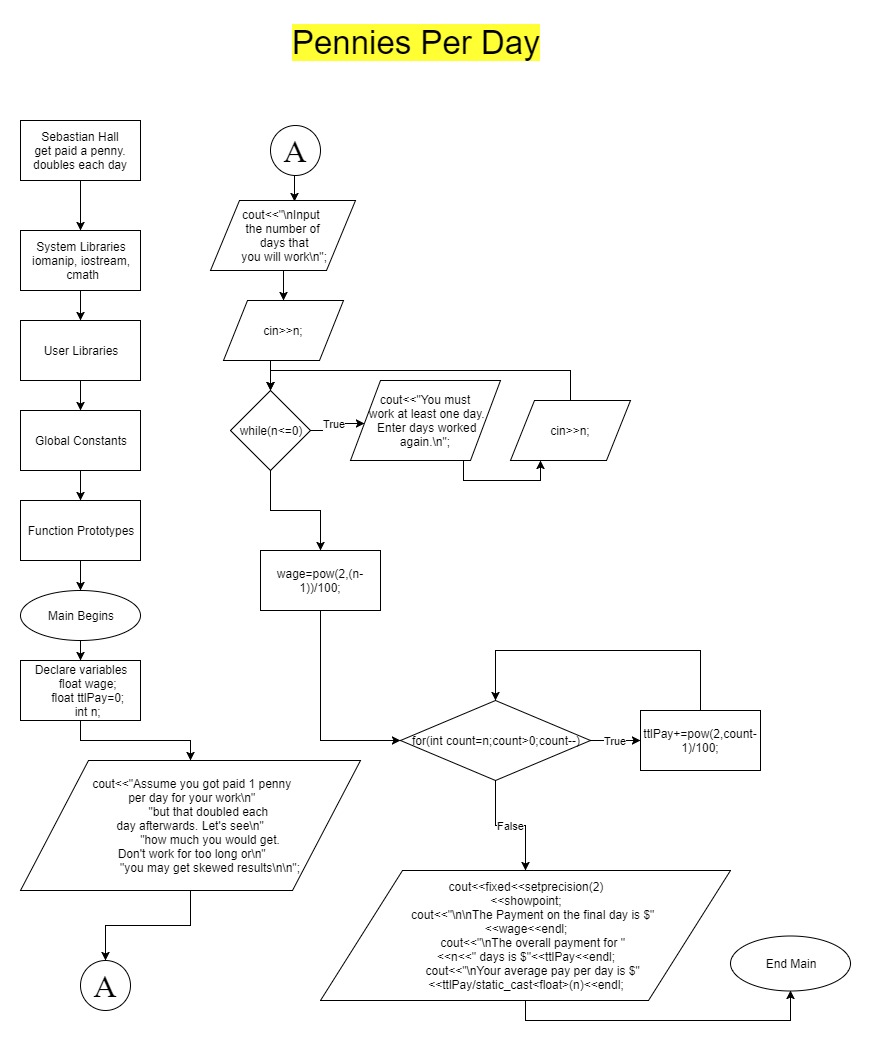 Pennies Per Day
Sebastian Hall
get paid a penny.
doubles each day
System Libraries
iomanip, iostream,
cmath
User Libraries
Global Constants
Function Prototypes
Main Begins
Declare variables
float wage;
float ttlPay=0;
int n;
cout<<"Assume you got paid 1 penny
per day for your work\n"
"but that doubled each
day afterwards. Let's see\n"
"how much you would get.
Don't work for too long or\n"
"you may get skewed results\n\n";
A
A
cout<<"\nInput
the number of
days that
you will work\n";
cin>>n;
while(n<=0)
True
cout<<"You must
work at least one day.
Enter days worked
again.\n";
cin>>n;
wage=pow(2,(n-
1))/100;
for(int count=n;count>0;count--)
True
ttlPay+=pow(2,count-
1)/100;
False
cout<<fixed<<setprecision(2)
<<showpoint;
cout<<"\n\nThe Payment on the final day is $"
<<wage<<endl;
cout<<"\nThe overall payment for "
<<n<<" days is $"<<ttlPay<<endl;
cout<<"\nYour average pay per day is $"
<<ttlPay/static_cast<float>(n)<<endl;
End Main